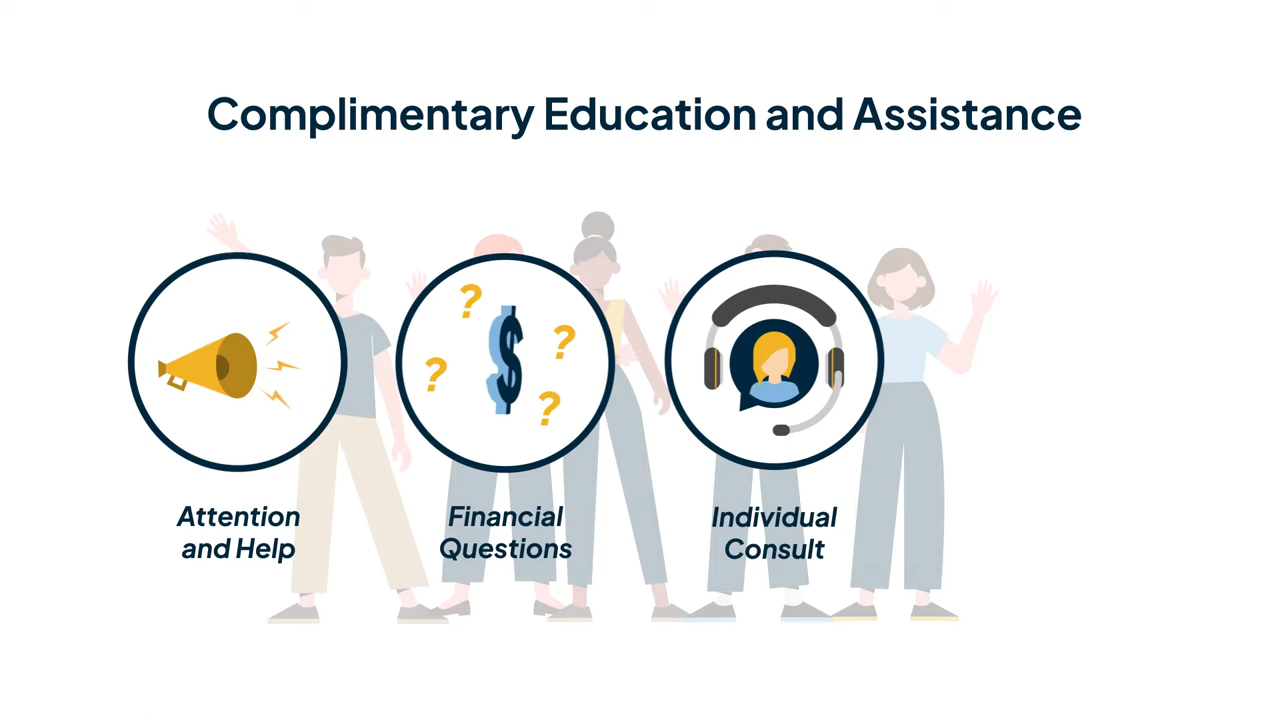 Complimentary Education and Assistance
? ? ? ?
$
Attention
and Help
Financial
Questions
Individual
Consult